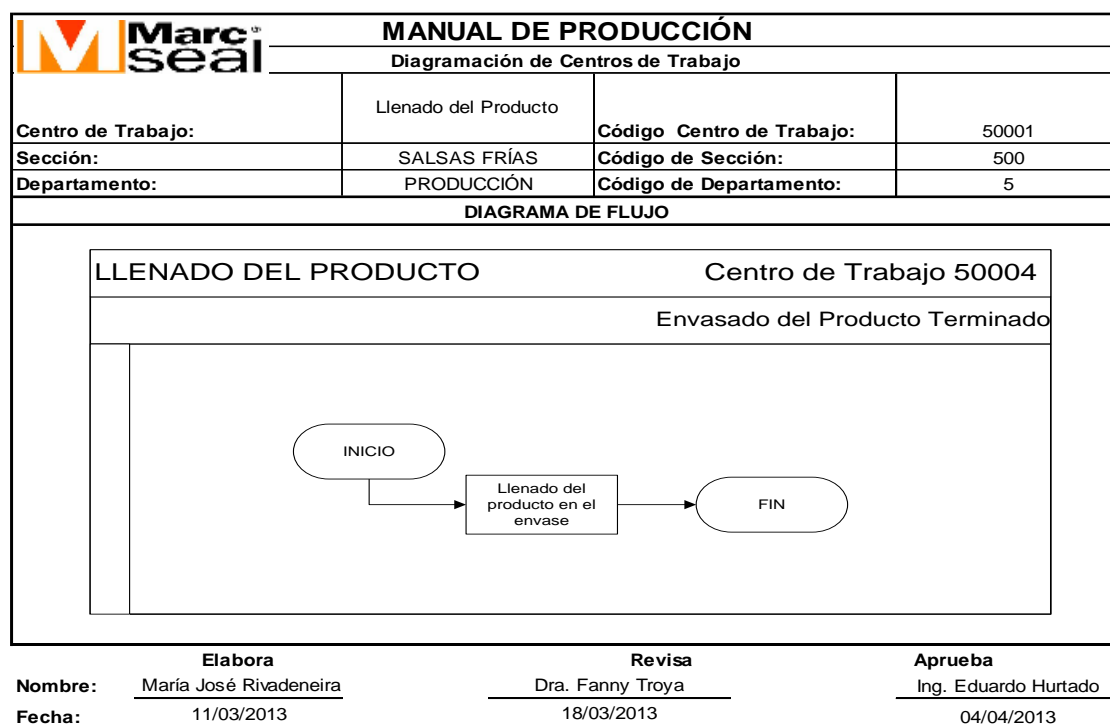 Marc®
seal
MANUAL DE PRODUCCIÓN
Diagramación de Centros de Trabajo
Centro de Trabajo: Llenado del Producto Código Centro de Trabajo: 50001
Sección: SALSAS FRÍAS Código de Sección: 500
Departamento: PRODUCCIÓN Código de Departamento: 5
DIAGRAMA DE FLUJO
LLENADO DEL PRODUCTO Centro de Trabajo 50004
Envasado del Producto Terminado
INICIO
Llenado del
producto en el
envase
FIN
Elabora Revisa Aprueba
Nombre: María José Rivadeneira Dra. Fanny Troya Ing. Eduardo Hurtado
Fecha: 11/03/2013 18/03/2013 04/04/2013